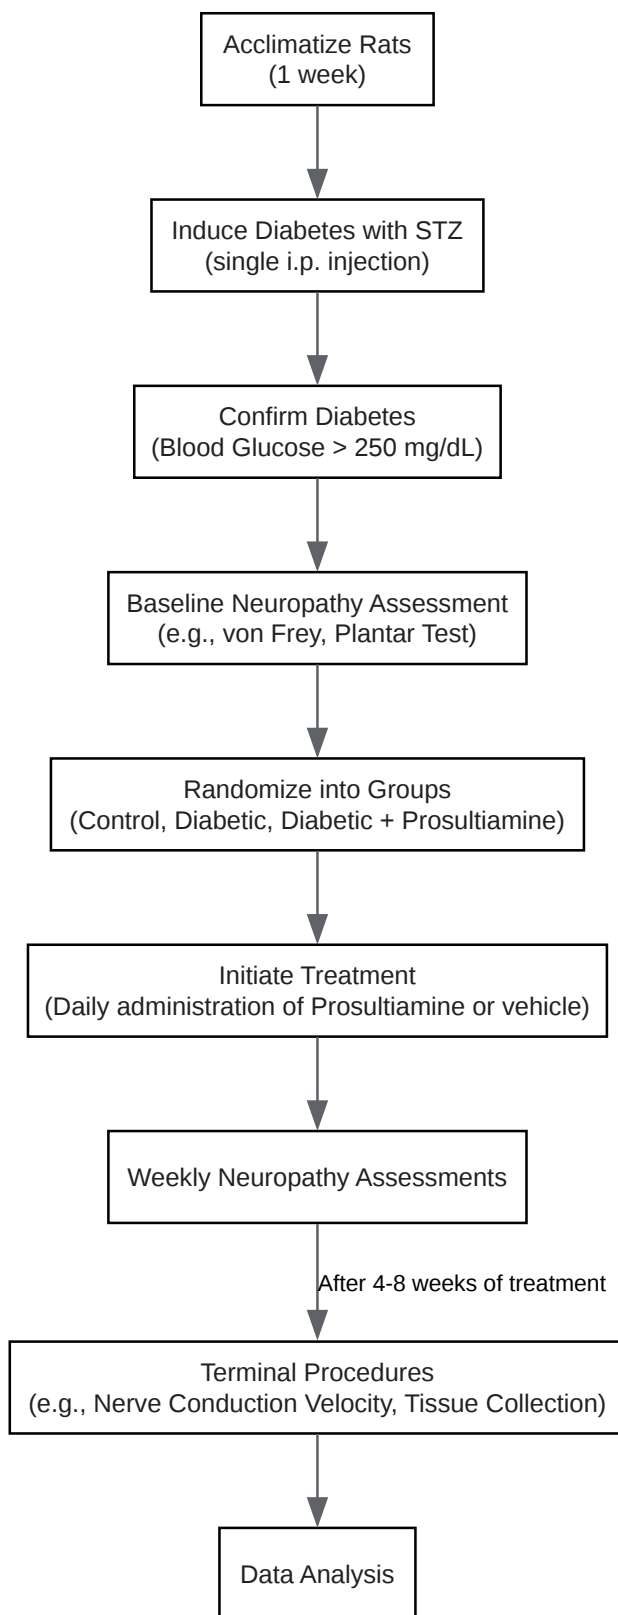 Acclimatize Rats
(1 week)
Induce Diabetes with STZ
(single i.p. injection)
Confirm Diabetes
(Blood Glucose > 250 mg/dL)
Baseline Neuropathy Assessment
(e.g., von Frey, Plantar Test)
Randomize into Groups
(Control, Diabetic, Diabetic + Prosultiamine)
Initiate Treatment
(Daily administration of Prosultiamine or vehicle)
Weekly Neuropathy Assessments
After 4-8 weeks of treatment
Terminal Procedures
(e.g., Nerve Conduction Velocity, Tissue Collection)
Data Analysis